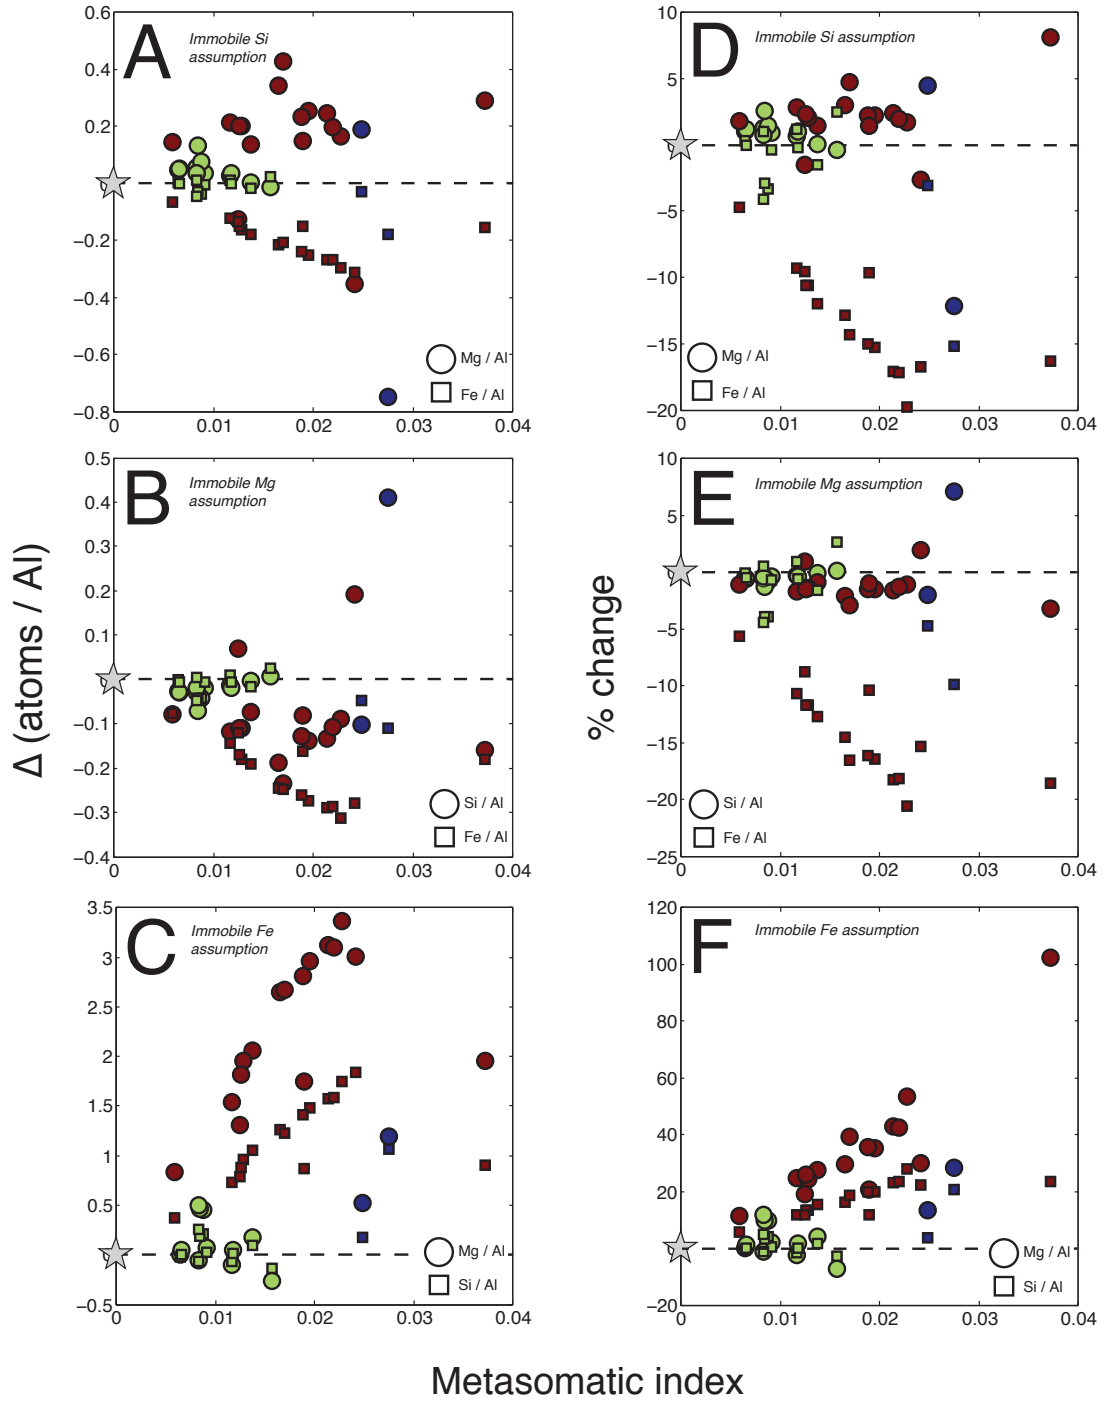 A
Immobile Si
assumption
0.6
0.4
0.2
0
−0.2
−0.4
−0.6
−0.8
0
0.01
0.02
0.03
0.04
Mg / Al
Fe / Al
D
Immobile Si assumption
10
5
0
−5
−10
−15
−20
0
0.01
0.02
0.03
0.04
Mg / Al
Fe / Al
B
Immobile Mg
assumption
0.5
0.4
0.3
0.2
0.1
0
−0.1
−0.2
−0.3
−0.4
0
0.01
0.02
0.03
0.04
Si / Al
Fe / Al
E
Immobile Mg assumption
10
5
0
−5
−10
−15
−20
−25
0
0.01
0.02
0.03
0.04
Si / Al
Fe / Al
C
Immobile Fe
assumption
3.5
3
2.5
2
1.5
1
0.5
0
−0.5
0
0.01
0.02
0.03
0.04
Mg / Al
Si / Al
F
Immobile Fe assumption
120
100
80
60
40
20
0
−20
0
0.01
0.02
0.03
0.04
Mg / Al
Si / Al
Δ (atoms / Al)
% change
Metasomatic index